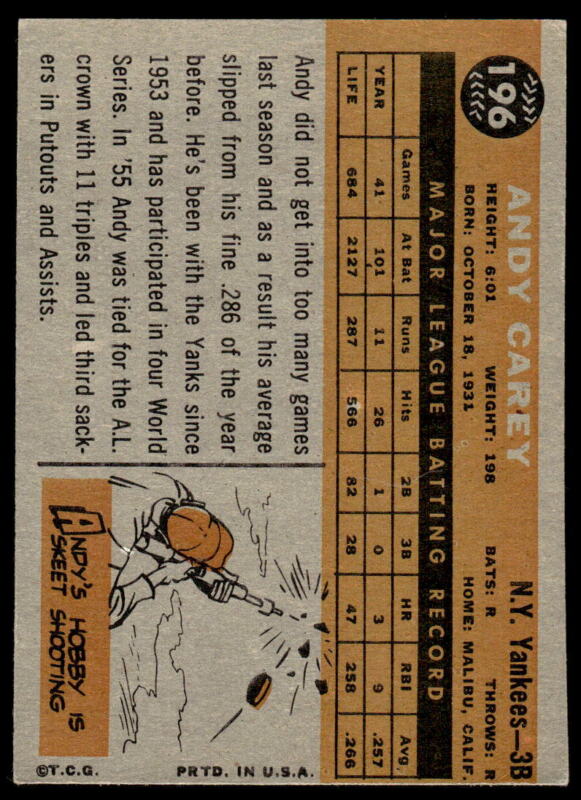 196
ANDY CAREY
N.Y. Yankees—3B
HEIGHT: 6:01 WEIGHT: 198 BATS: R THROWS: R
BORN: OCTOBER 18, 1931 HOME: MALIBU, CALIF.
MAJOR LEAGUE BATTING RECORD
Games At Bat Runs Hits 2B 3B HR RBI Avg.
YEAR 41 101 11 26 1 0 3 9 .257
LIFE 684 2127 287 566 82 28 47 258 .266
Andy did not get into too many games
last season and as a result his average
slipped from his fine .286 of the year
before. He's been with the Yanks since
1953 and has participated in four World
Series. In '55 Andy was tied for the A.L.
crown with 11 triples and led third sack-
ers in Putouts and Assists.
ANDY'S HOBBY IS
SKEET SHOOTING
©T.C.G.
PRTD. IN U.S.A.